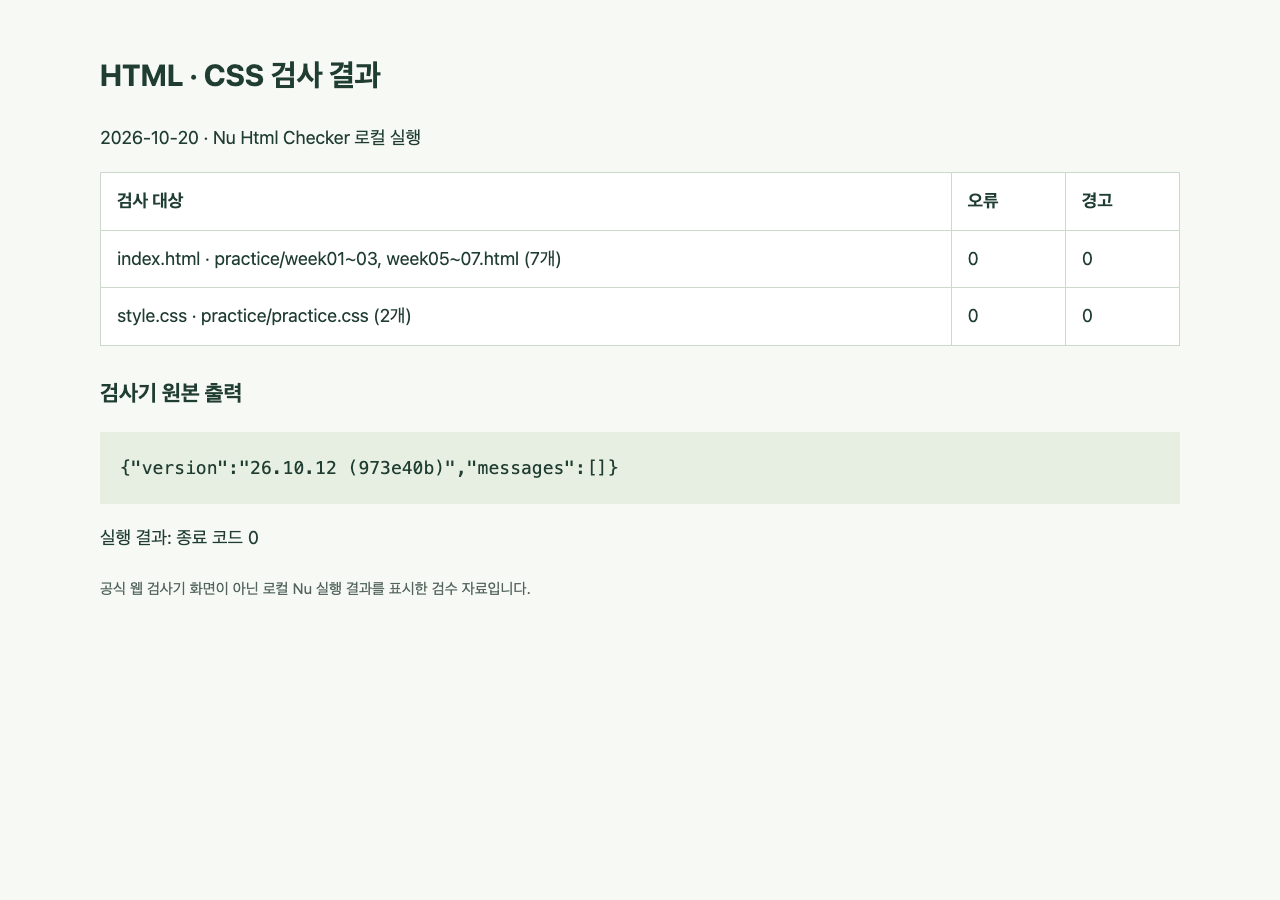 HTML · CSS 검사 결과
2026-10-20 · Nu Html Checker 로컬 실행
검사 대상 오류 경고
index.html · practice/week01~03, week05~07.html (7개) 0 0
style.css · practice/practice.css (2개) 0 0
검사기 원본 출력
{"version":"26.10.12 (973e40b)","messages":[]}
실행 결과: 종료 코드 0
공식 웹 검사기 화면이 아닌 로컬 Nu 실행 결과를 표시한 검수 자료입니다.